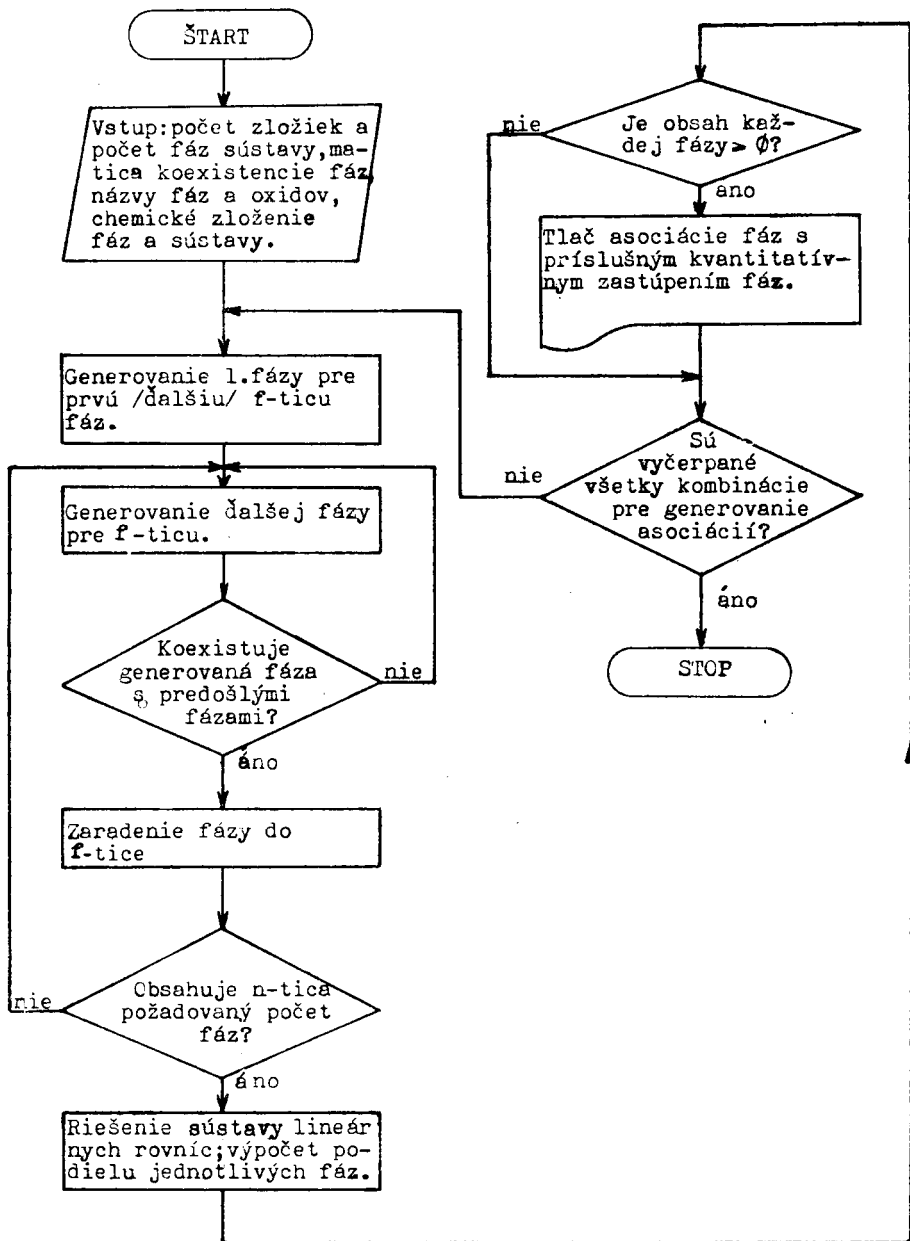 ŠTART
Vstup:počet zložiek a
počet fáz sústavy,ma-
tica koexistencie fáz,
názvy fáz a oxidov,
chemické zloženie
fáz a sústavy.
Generovanie 1.fázy pre
prvú /ďalšiu/ f-ticu
fáz.
Generovanie ďalšej fázy
pre f-ticu.
Koexistuje
generovaná fáza
s predošlými
fázami?
nie
áno
Zaradenie fázy do
f-tice
Obsahuje n-tica
požadovaný počet
fáz?
nie
áno
Riešenie sústavy lineár
nych rovníc;výpočet po-
dielu jednotlivých fáz.
Je obsah kaž-
dej fázy ≥ Ø?
nie
ano
Tlač asociácie fáz s
príslušným kvantitatív-
nym zastúpením fáz.
Sú
vyčerpané
všetky kombinácie
pre generovanie
asociácií?
nie
áno
STOP